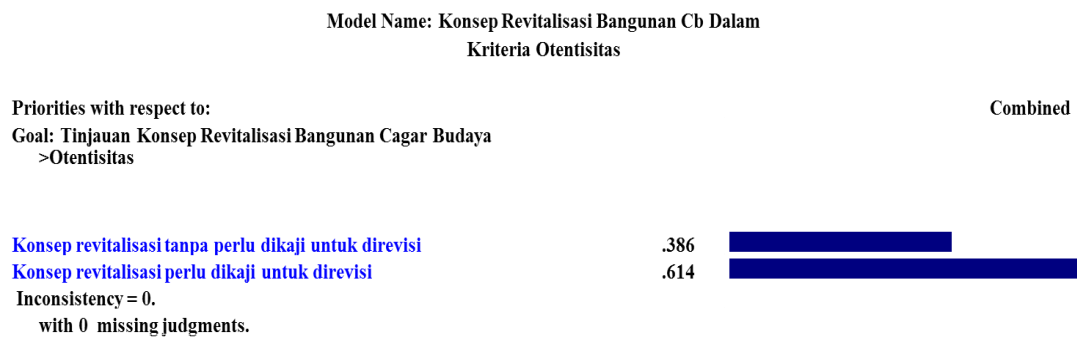 Model Name: Konsep Revitalisasi Bangunan Cb Dalam
Kriteria Otentisitas
Priorities with respect to: Combined
Goal: Tinjauan Konsep Revitalisasi Bangunan Cagar Budaya
>Otentisitas
Konsep revitalisasi tanpa perlu dikaji untuk direvisi .386
Konsep revitalisasi perlu dikaji untuk direvisi .614
Inconsistency = 0.
with 0 missing judgments.